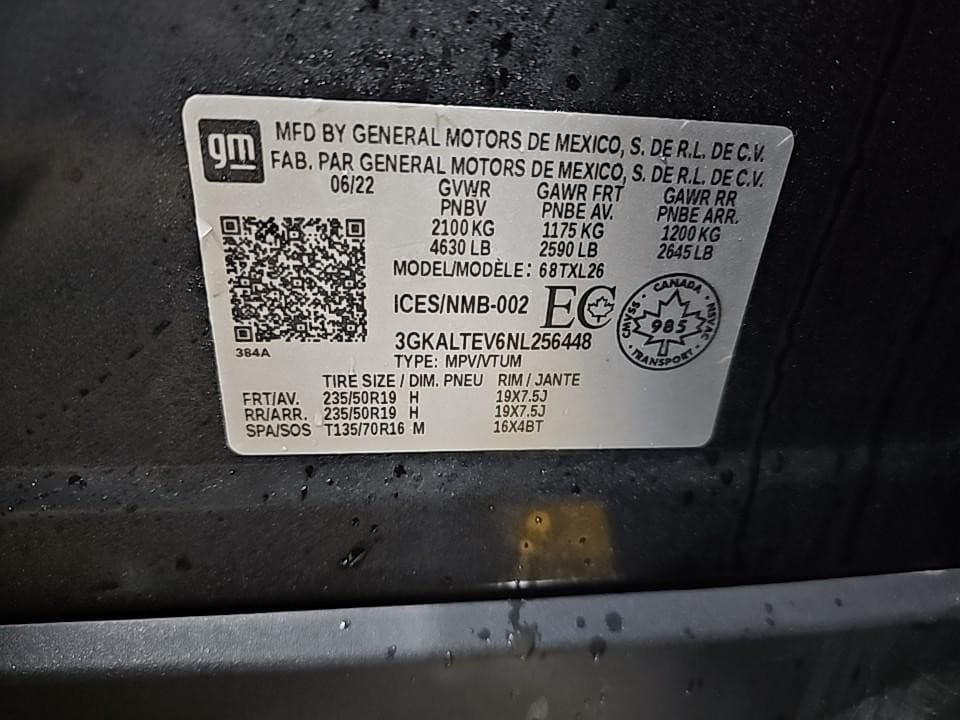 gm
MFD BY GENERAL MOTORS DE MEXICO, S. DE R.L. DE C.V.
FAB. PAR GENERAL MOTORS DE MEXICO, S. DE R.L. DE C.V.
06/22 GVWR GAWR FRT GAWR RR
PNBV PNBE AV. PNBE ARR.
2100 KG 1175 KG 1200 KG
4630 LB 2590 LB 2645 LB
MODEL/MODÈLE: 68TXL26
ICES/NMB-002 EC
CANADA
CMVSS 985 NSVAC
TRANSPORT
384A
3GKALTEV6NL256448
TYPE: MPV/VTUM
TIRE SIZE / DIM. PNEU RIM / JANTE
FRT/AV. 235/50R19 H 19X7.5J
RR/ARR. 235/50R19 H 19X7.5J
SPA/SOS T135/70R16 M 16X4BT